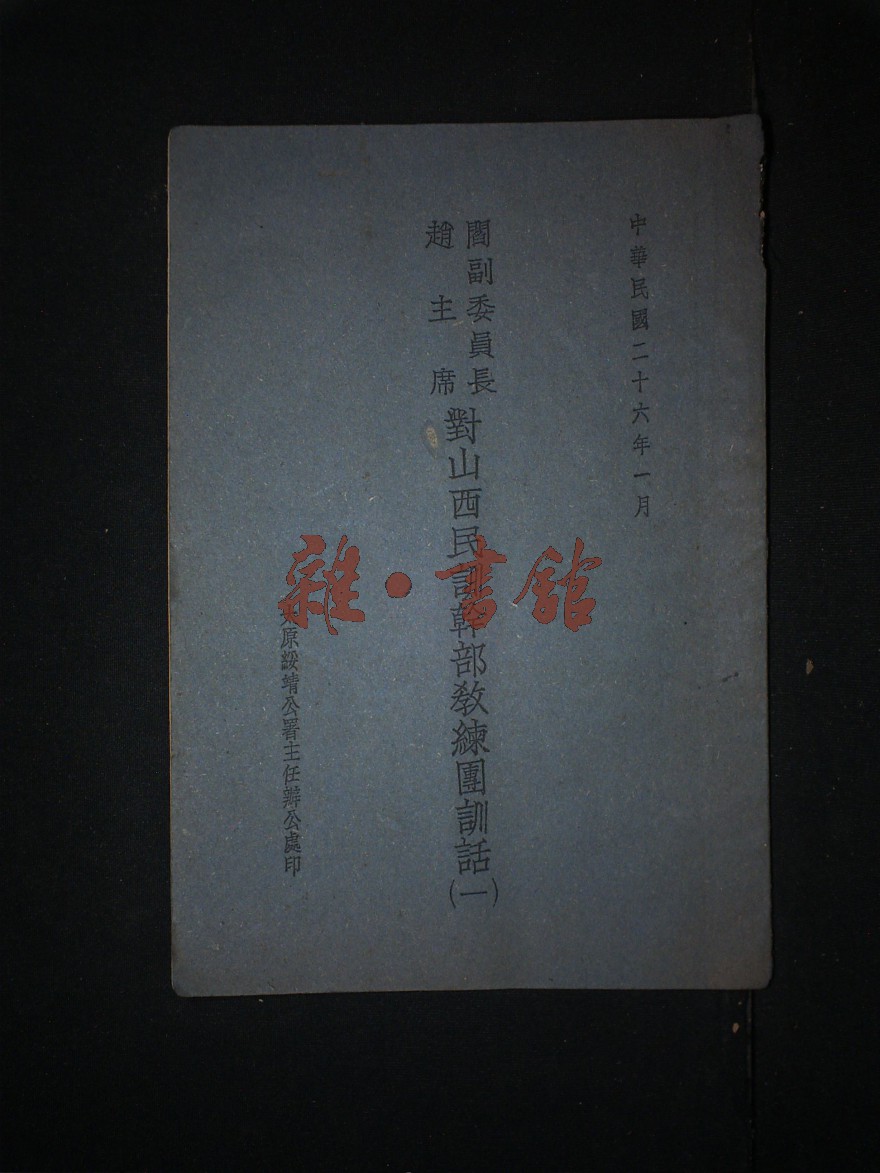 中華民國二十六年一月
閻副委員長
趙主席
對山西民訓幹部教練團訓話(一)
太原綏靖公署主任辦公處印
雜·書館